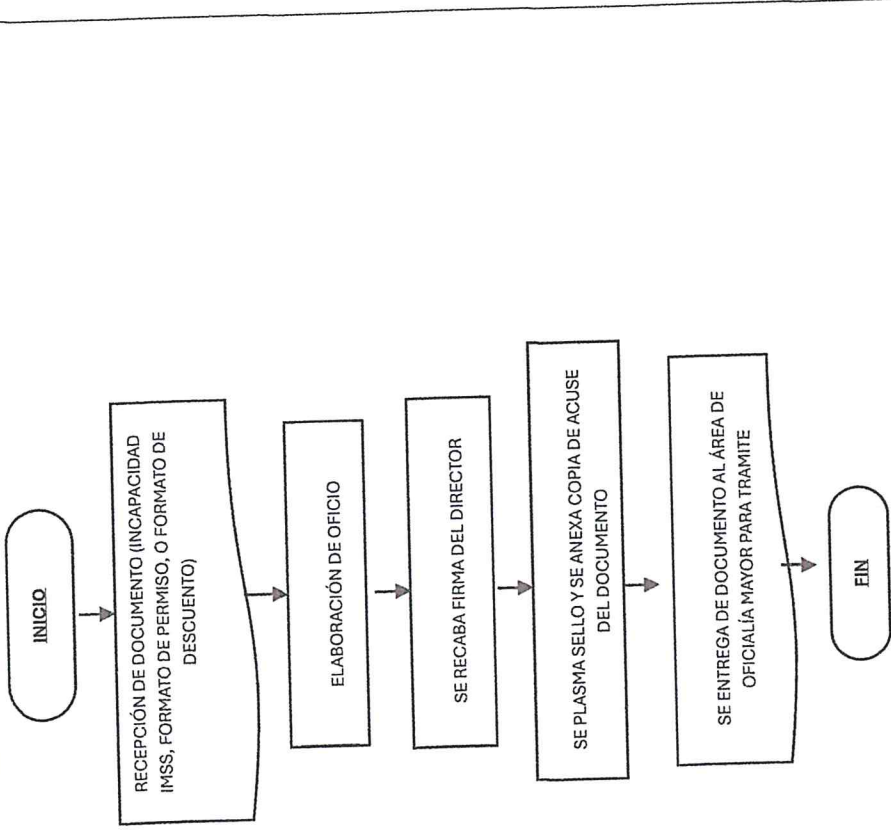 INICIO
RECEPCIÓN DE DOCUMENTO (INCAPACIDAD
IMSS, FORMATO DE PERMISO, O FORMATO DE
DESCUENTO)
ELABORACIÓN DE OFICIO
SE RECABA FIRMA DEL DIRECTOR
SE PLASMA SELLO Y SE ANEXA COPIA DE ACUSE
DEL DOCUMENTO
SE ENTREGA DE DOCUMENTO AL ÁREA DE
OFICIALÍA MAYOR PARA TRAMITE
FIN